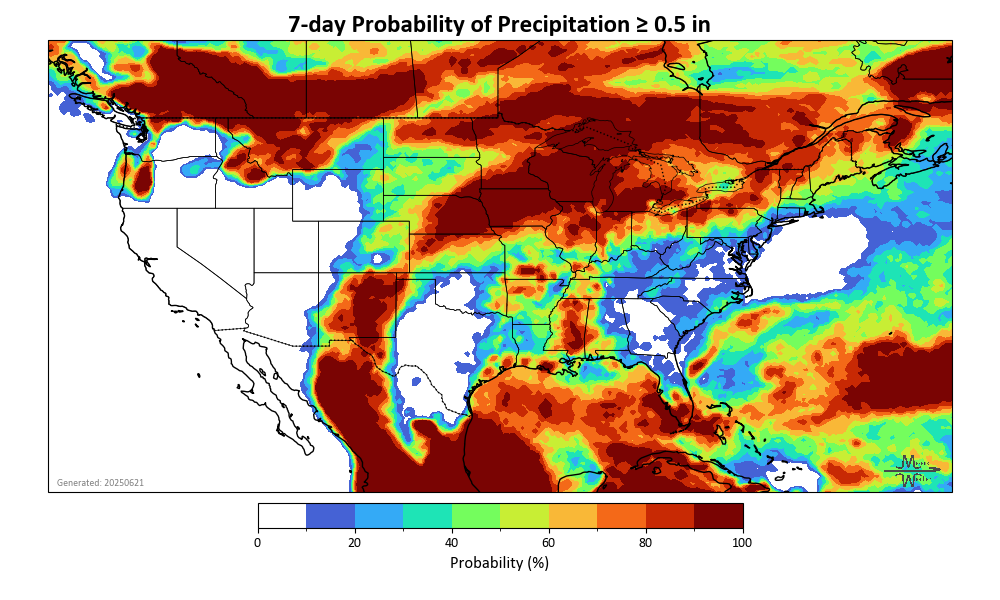 7-day Probability of Precipitation ≥ 0.5 in
Generated: 20250621
0 20 40 60 80 100
Probability (%)